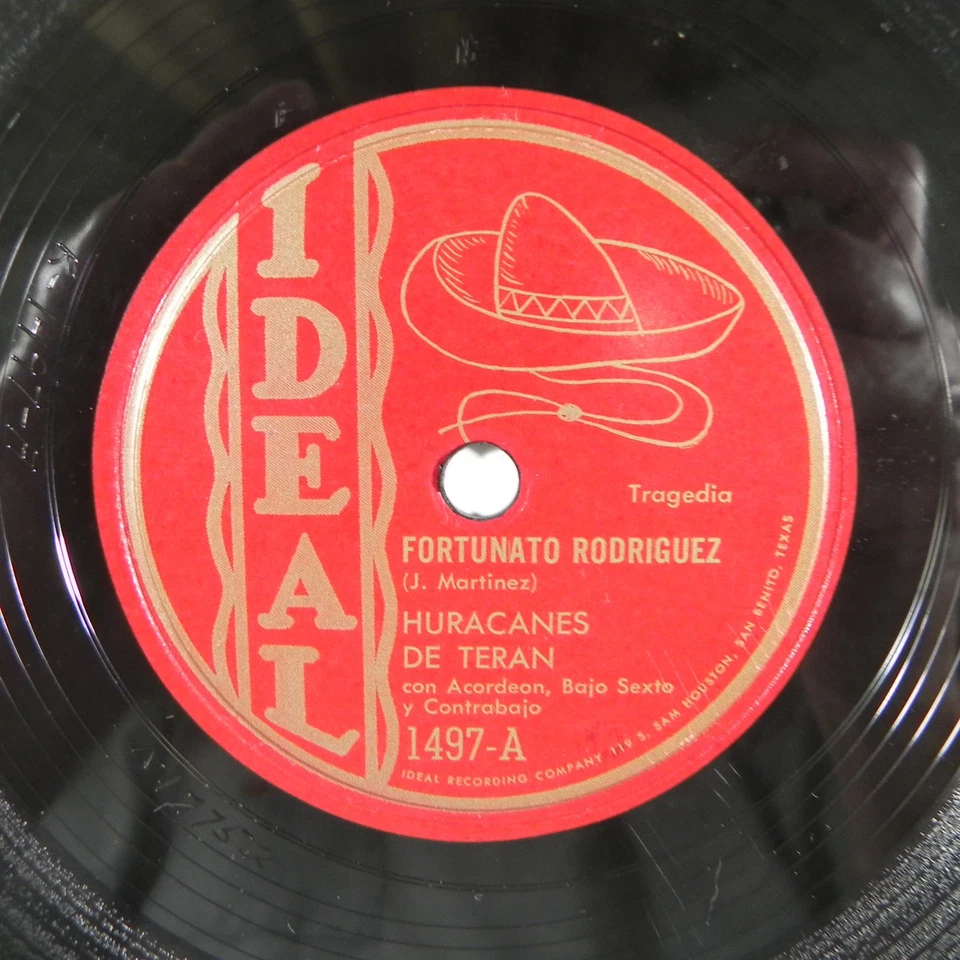 IDEAL
Tragedia
FORTUNATO RODRIGUEZ
(J. Martinez)
HURACANES
DE TERAN
con Acordeon, Bajo Sexto
y Contrabajo
1497-A
IDEAL RECORDING COMPANY 119 S. SAM HOUSTON, SAN BENITO, TEXAS